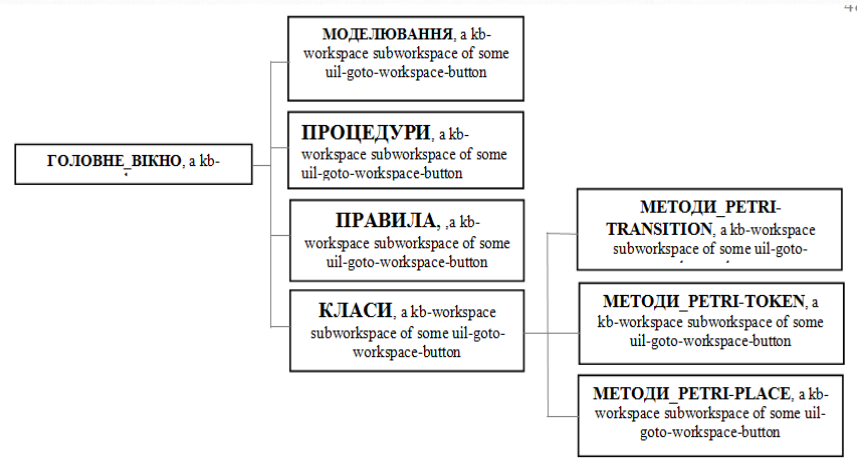 МОДЕЛЮВАННЯ, a kb-
workspace subworkspace of some
uil-goto-workspace-button
ПРОЦЕДУРИ, a kb-
workspace subworkspace of some
uil-goto-workspace-button
ГОЛОВНЕ_ВІКНО, a kb-
ПРАВИЛА, ,a kb-
workspace subworkspace of some
uil-goto-workspace-button
КЛАСИ, a kb-workspace
subworkspace of some uil-goto-
workspace-button
МЕТОДИ_PETRI-
TRANSITION, a kb-workspace
subworkspace of some uil-goto-
МЕТОДИ_PETRI-TOKEN, a
kb-workspace subworkspace of some
uil-goto-workspace-button
МЕТОДИ_PETRI-PLACE, a kb-
workspace subworkspace of some uil-
goto-workspace-button